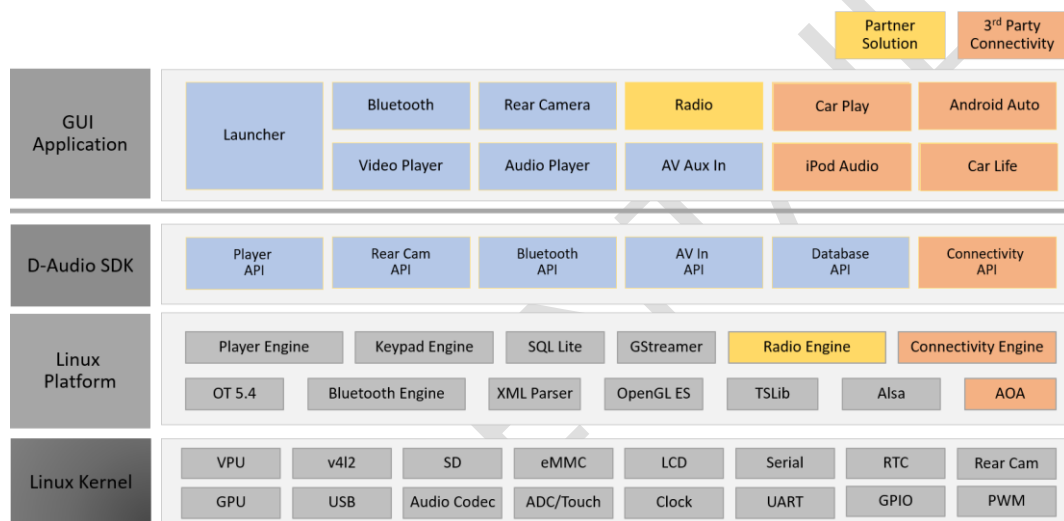 Partner
Solution
3rd Party
Connectivity
GUI
Application
Launcher
Bluetooth
Rear Camera
Radio
Car Play
Android Auto
Video Player
Audio Player
AV Aux In
iPod Audio
Car Life
D-Audio SDK
Player
API
Rear Cam
API
Bluetooth
API
AV In
API
Database
API
Connectivity
API
Linux
Platform
Player Engine
Keypad Engine
SQL Lite
GStreamer
Radio Engine
Connectivity Engine
OT 5.4
Bluetooth Engine
XML Parser
OpenGL ES
TSLib
Alsa
AOA
Linux Kernel
VPU
v4l2
SD
eMMC
LCD
Serial
RTC
Rear Cam
GPU
USB
Audio Codec
ADC/Touch
Clock
UART
GPIO
PWM